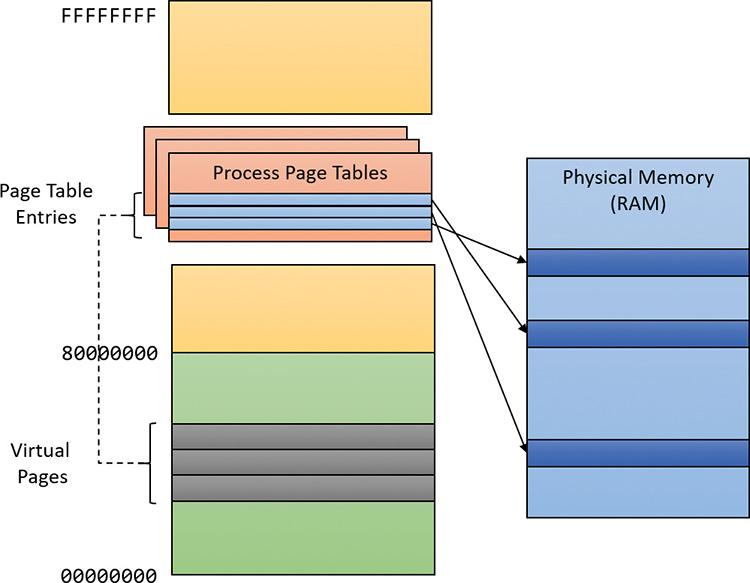 FFFFFFFF
Process Page Tables
Page Table
Entries
Physical Memory
(RAM)
80000000
Virtual
Pages
00000000